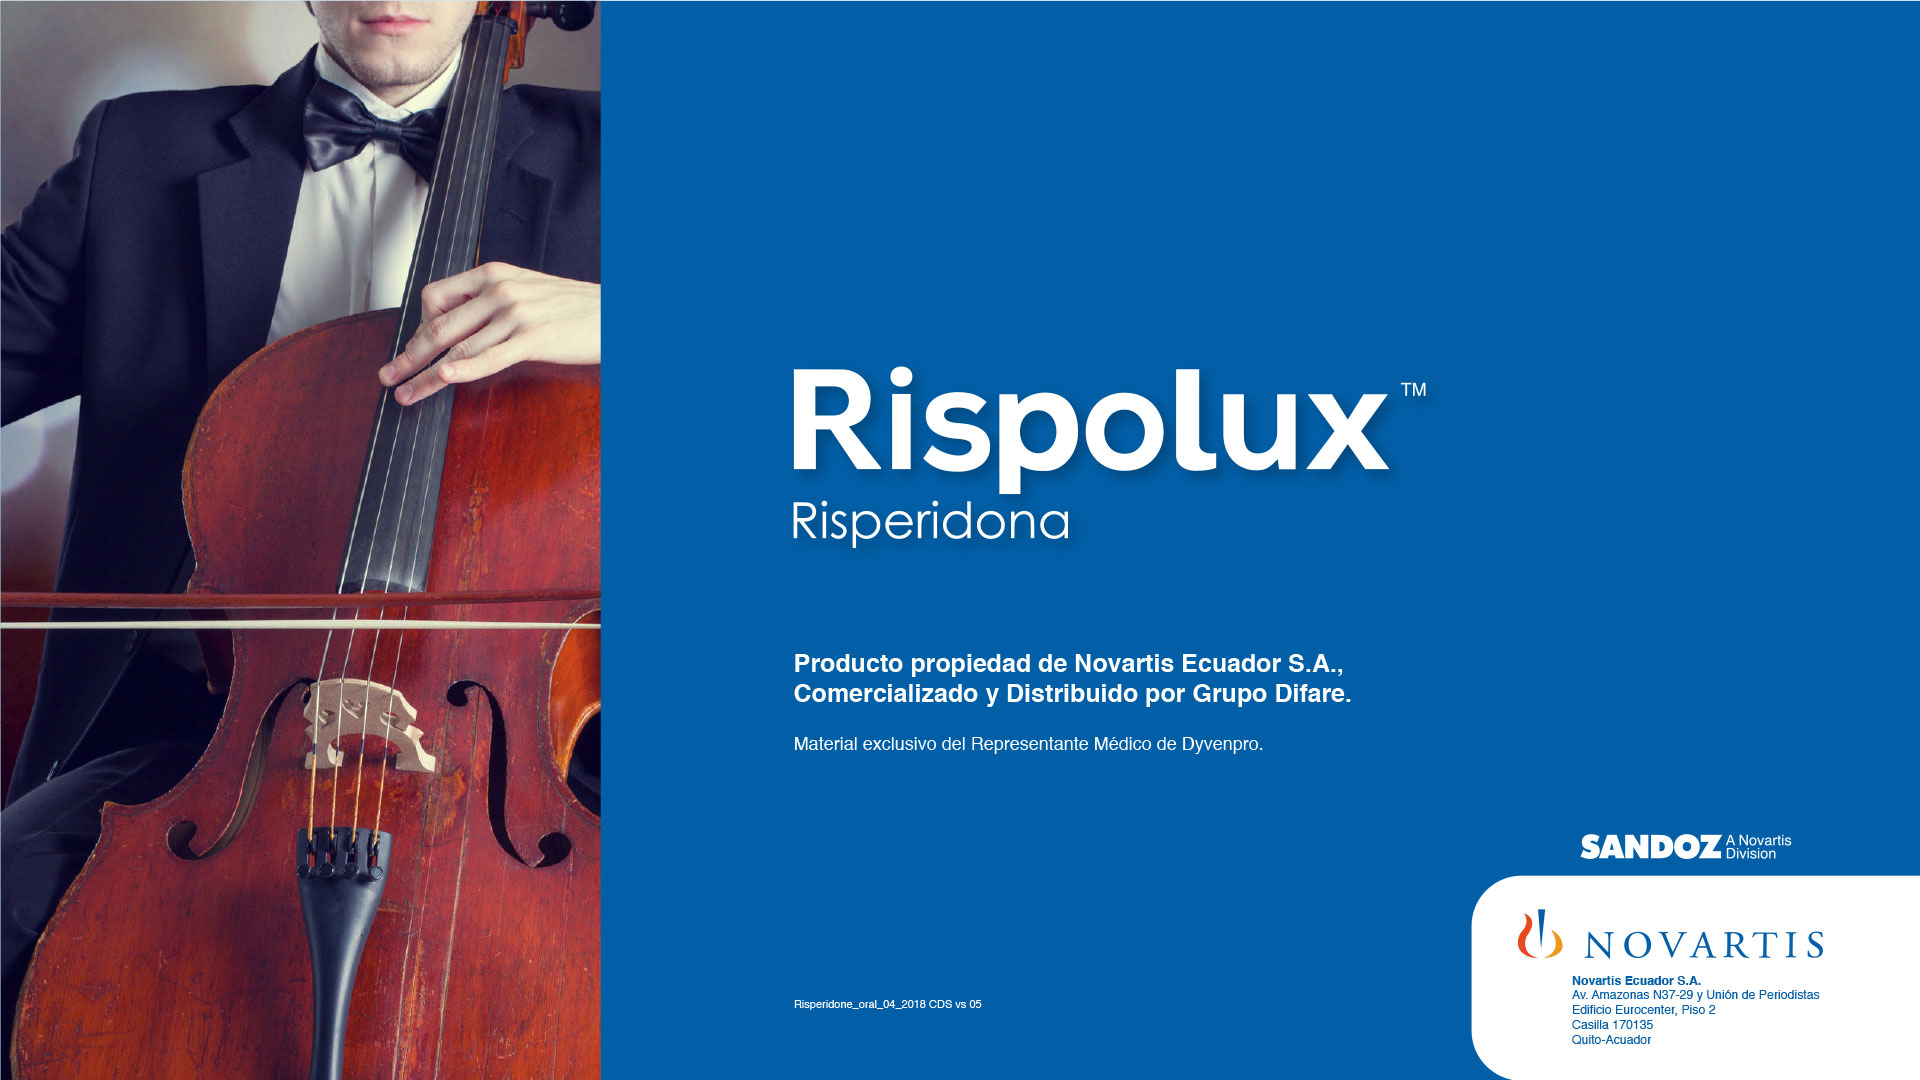 Rispolux™
Risperidona
Producto propiedad de Novartis Ecuador S.A.,
Comercializado y Distribuido por Grupo Difare.
Material exclusivo del Representante Médico de Dyvenpro.
SANDOZ A Novartis
Division
NOVARTIS
Novartis Ecuador S.A.
Av. Amazonas N37-29 y Unión de Periodistas
Edificio Eurocenter, Piso 2
Casilla 170135
Quito-Acuador
Risperidone_oral_04_2018 CDS vs 05